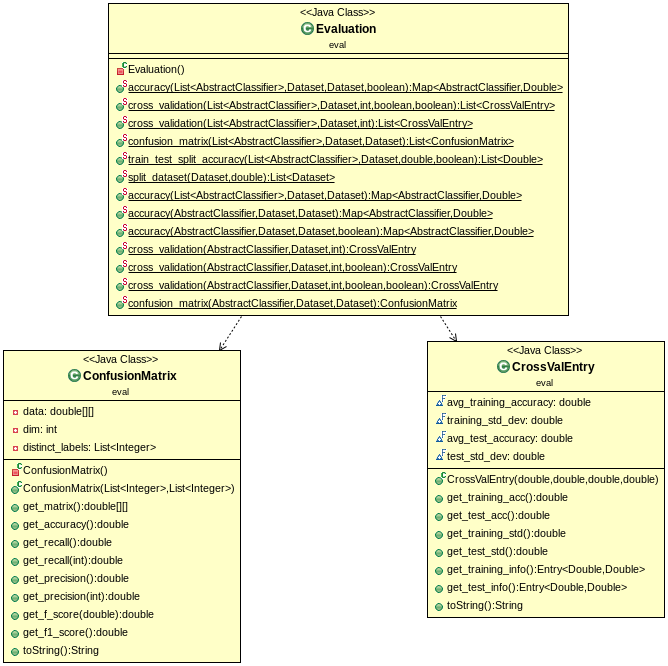 <<Java Class>>
Evaluation
eval
Evaluation()
accuracy(List<AbstractClassifier>,Dataset,Dataset,boolean):Map<AbstractClassifier,Double>
cross_validation(List<AbstractClassifier>,Dataset,int,boolean,boolean):List<CrossValEntry>
cross_validation(List<AbstractClassifier>,Dataset,int):List<CrossValEntry>
confusion_matrix(List<AbstractClassifier>,Dataset,Dataset):List<ConfusionMatrix>
train_test_split_accuracy(List<AbstractClassifier>,Dataset,double,boolean):List<Double>
split_dataset(Dataset,double):List<Dataset>
accuracy(List<AbstractClassifier>,Dataset,Dataset):Map<AbstractClassifier,Double>
accuracy(AbstractClassifier,Dataset,Dataset):Map<AbstractClassifier,Double>
accuracy(AbstractClassifier,Dataset,Dataset,boolean):Map<AbstractClassifier,Double>
cross_validation(AbstractClassifier,Dataset,int):CrossValEntry
cross_validation(AbstractClassifier,Dataset,int,boolean):CrossValEntry
cross_validation(AbstractClassifier,Dataset,int,boolean,boolean):CrossValEntry
confusion_matrix(AbstractClassifier,Dataset,Dataset):ConfusionMatrix
<<Java Class>>
ConfusionMatrix
eval
data: double[][]
dim: int
distinct_labels: List<Integer>
ConfusionMatrix()
ConfusionMatrix(List<Integer>,List<Integer>)
get_matrix():double[][]
get_accuracy():double
get_recall():double
get_recall(int):double
get_precision():double
get_precision(int):double
get_f_score(double):double
get_f1_score():double
toString():String
<<Java Class>>
CrossValEntry
eval
avg_training_accuracy: double
training_std_dev: double
avg_test_accuracy: double
test_std_dev: double
CrossValEntry(double,double,double,double)
get_training_acc():double
get_test_acc():double
get_training_std():double
get_test_std():double
get_training_info():Entry<Double,Double>
get_test_info():Entry<Double,Double>
toString():String